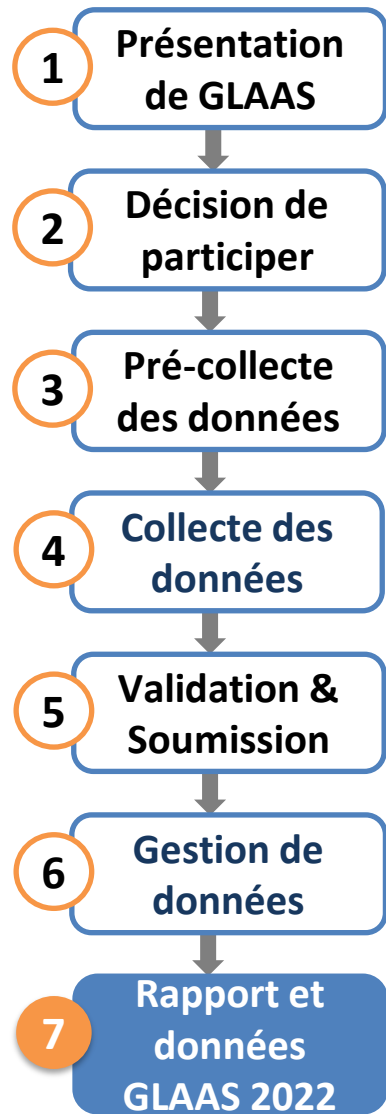 1
Présentation
de GLAAS
2
Décision de
participer
3
Pré-collecte
des données
4
Collecte des
données
5
Validation &
Soumission
6
Gestion de
données
7
Rapport et
données
GLAAS 2022